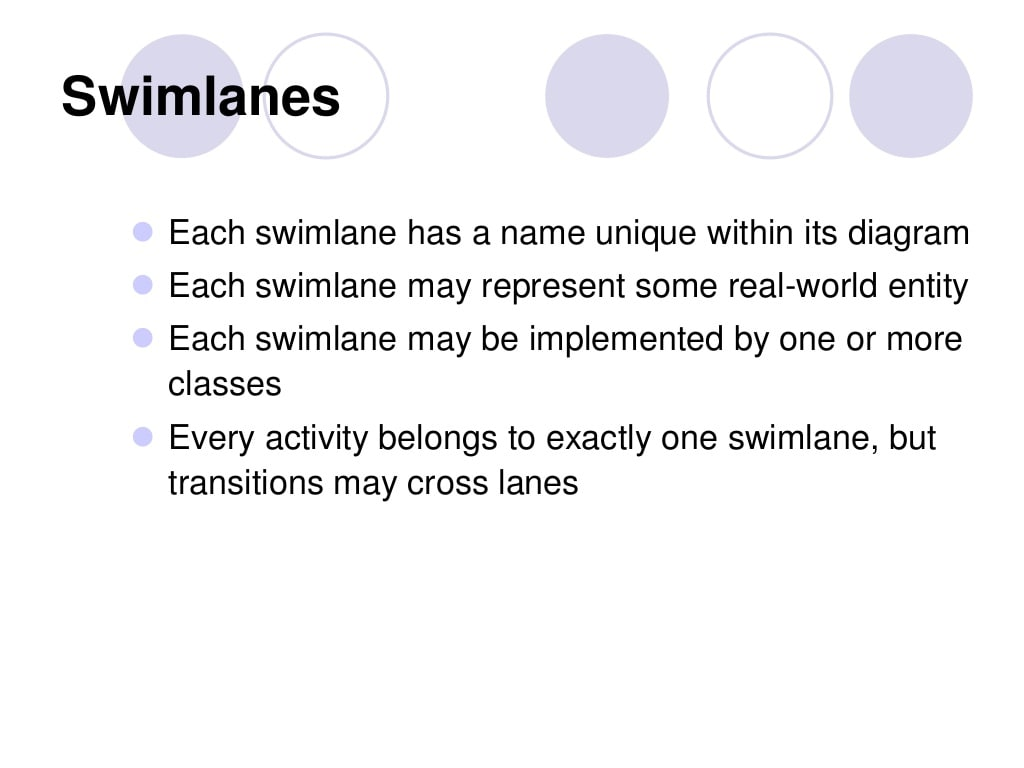 Swimlanes
Each swimlane has a name unique within its diagram
Each swimlane may represent some real-world entity
Each swimlane may be implemented by one or more
classes
Every activity belongs to exactly one swimlane, but
transitions may cross lanes